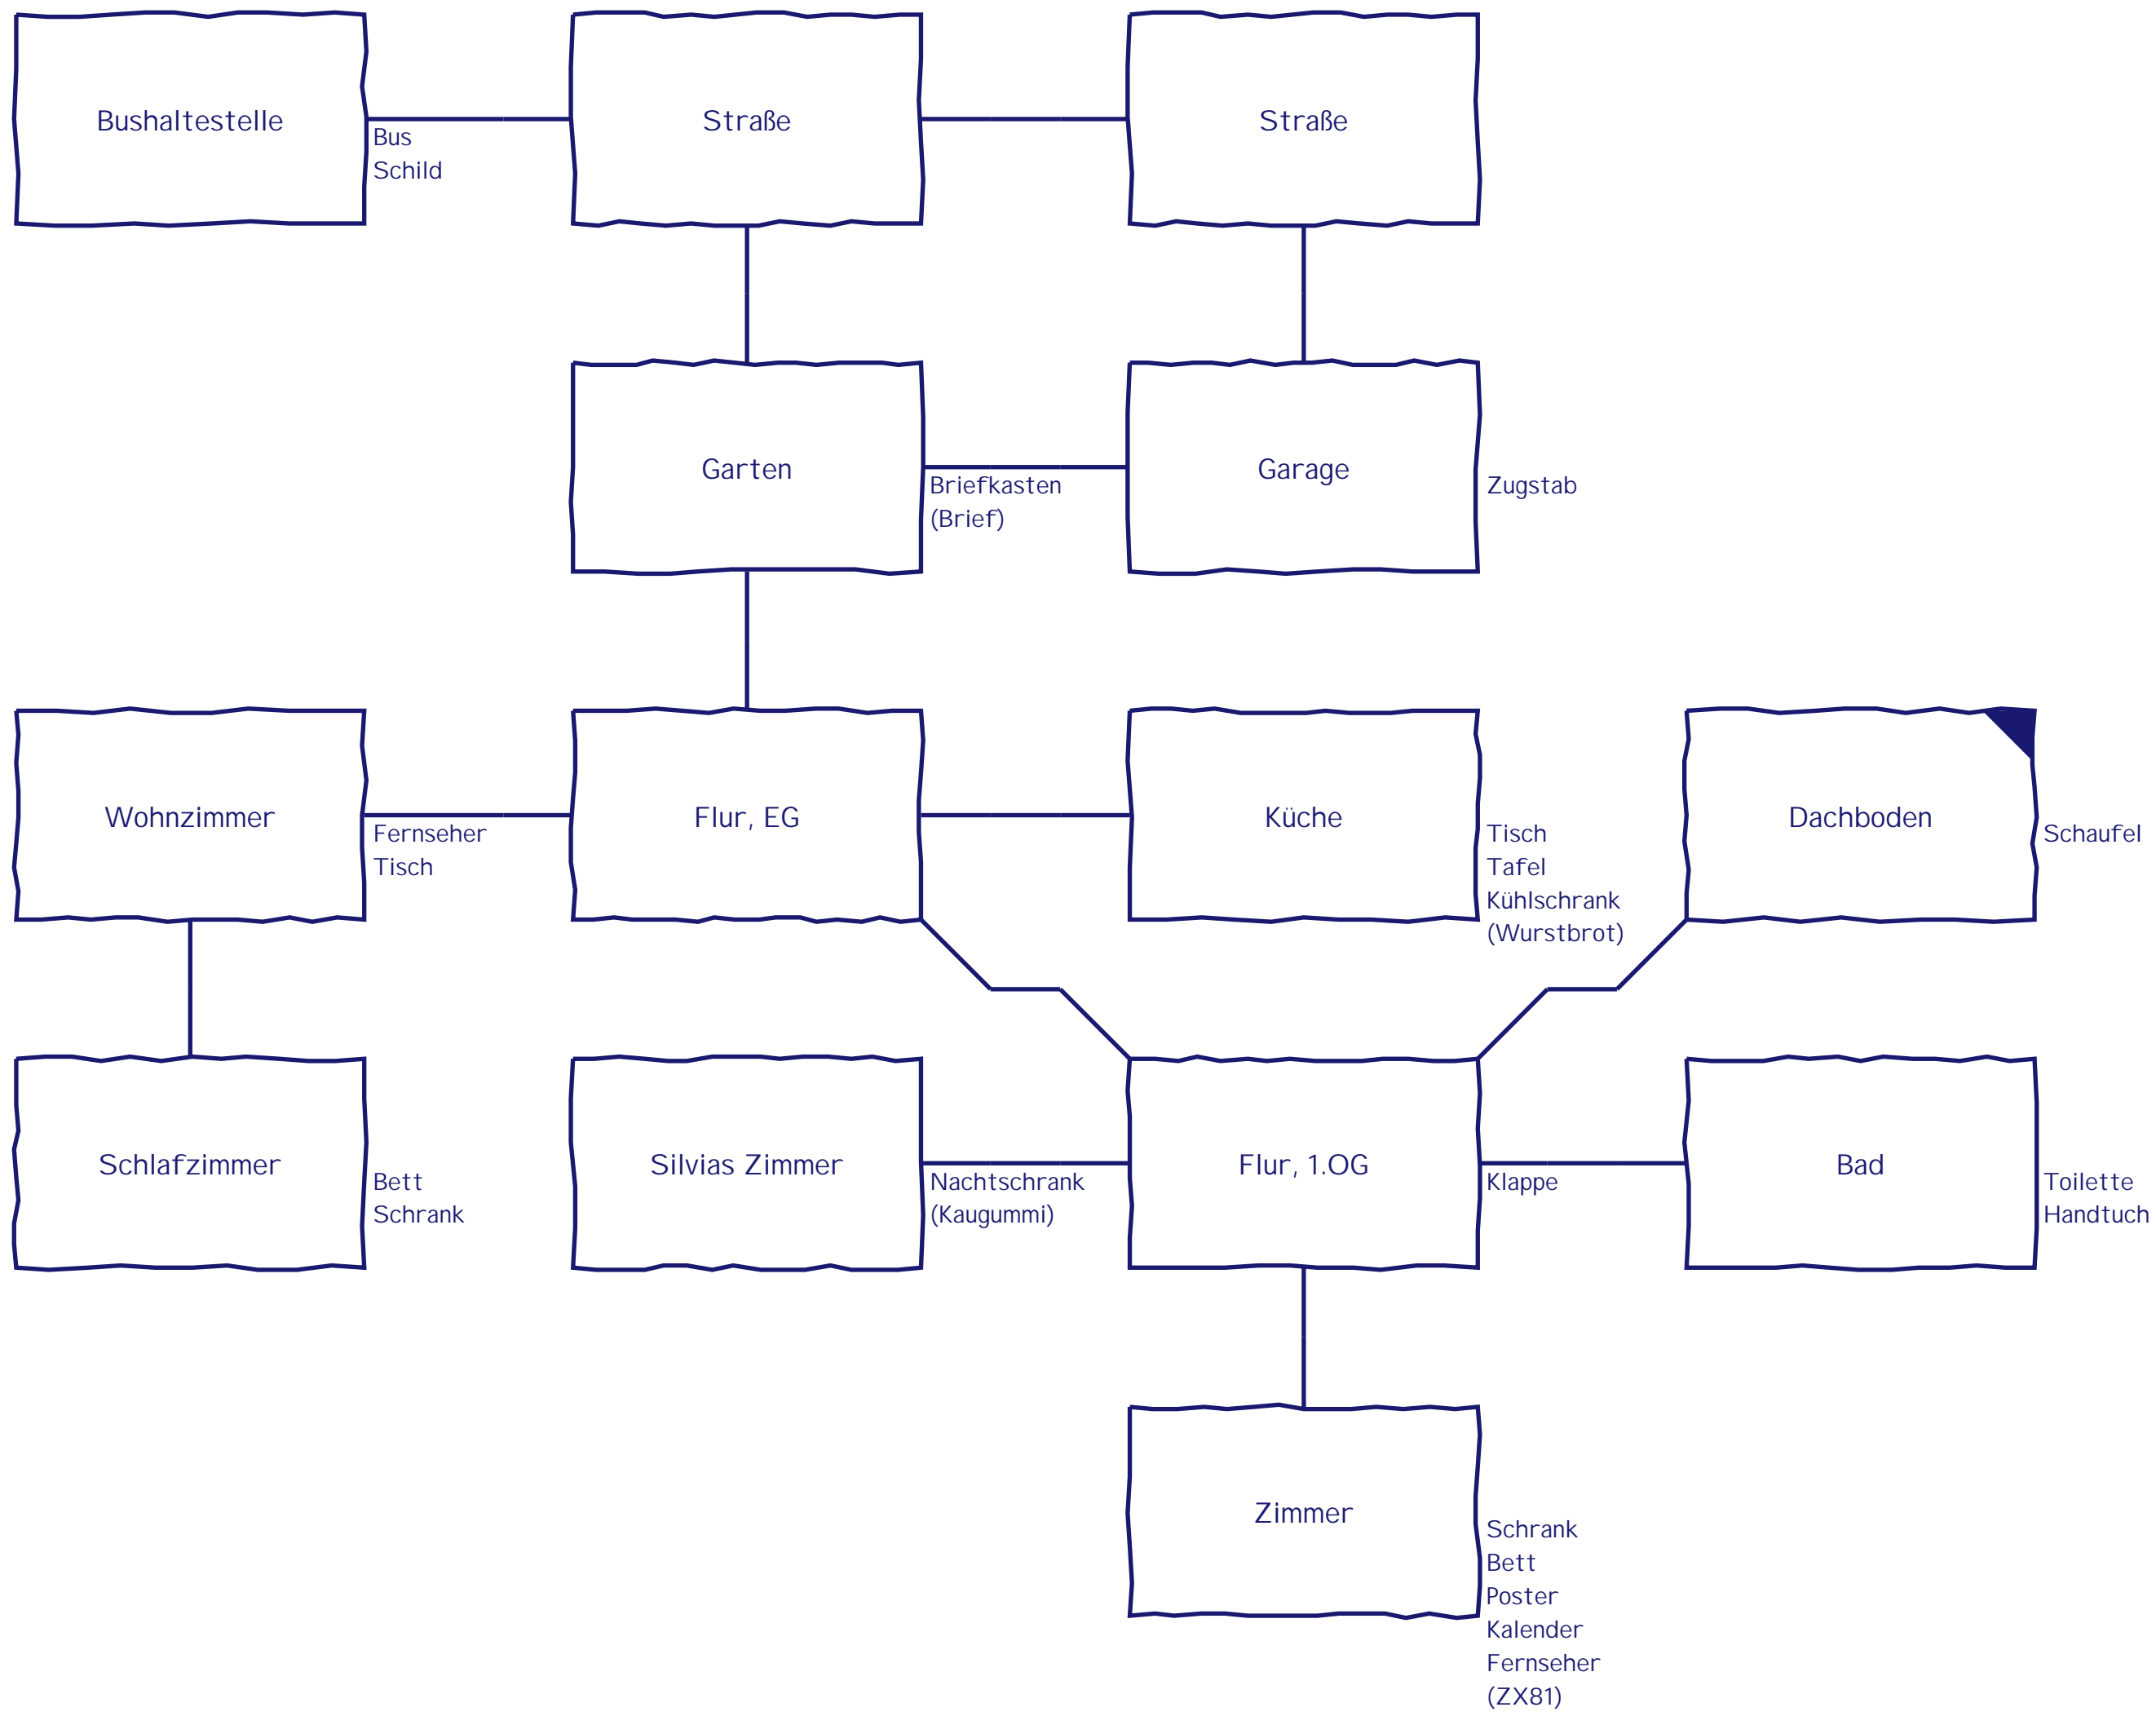 Bushaltestelle
Bus
Schild
Straße
Straße
Garten
Briefkasten
(Brief)
Garage
Zugstab
Wohnzimmer
Fernseher
Tisch
Flur, EG
Küche
Tisch
Tafel
Kühlschrank
(Wurstbrot)
Dachboden
Schaufel
Schlafzimmer
Bett
Schrank
Silvias Zimmer
Nachtschrank
(Kaugummi)
Flur, 1.OG
Klappe
Bad
Toilette
Handtuch
Zimmer
Schrank
Bett
Poster
Kalender
Fernseher
(ZX81)